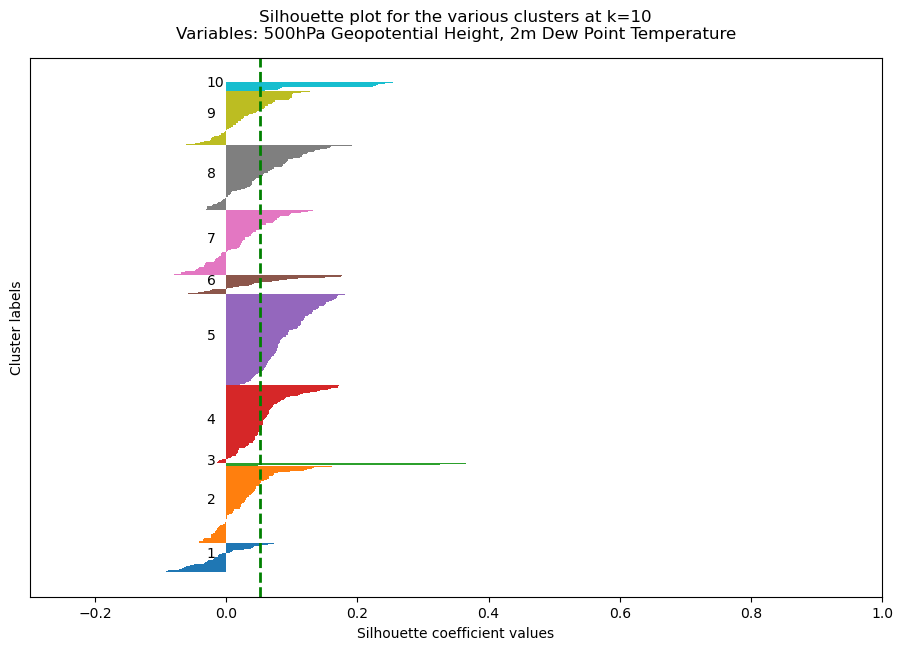 Silhouette plot for the various clusters at k=10
Variables: 500hPa Geopotential Height, 2m Dew Point Temperature
Cluster labels
10
9
8
7
6
5
4
3
2
1
−0.2 0.0 0.2 0.4 0.6 0.8 1.0
Silhouette coefficient values